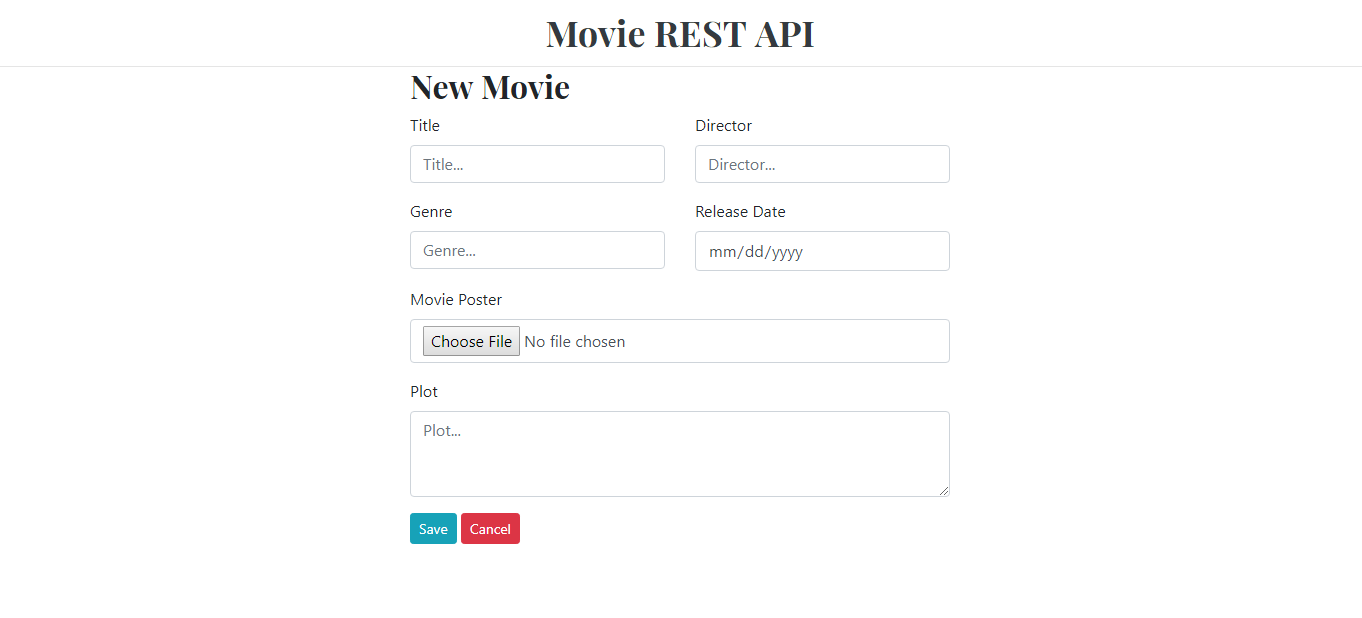 Movie REST API
New Movie
Title Director
Title... Director...
Genre Release Date
Genre... mm/dd/yyyy
Movie Poster
Choose File No file chosen
Plot
Plot...
Save Cancel